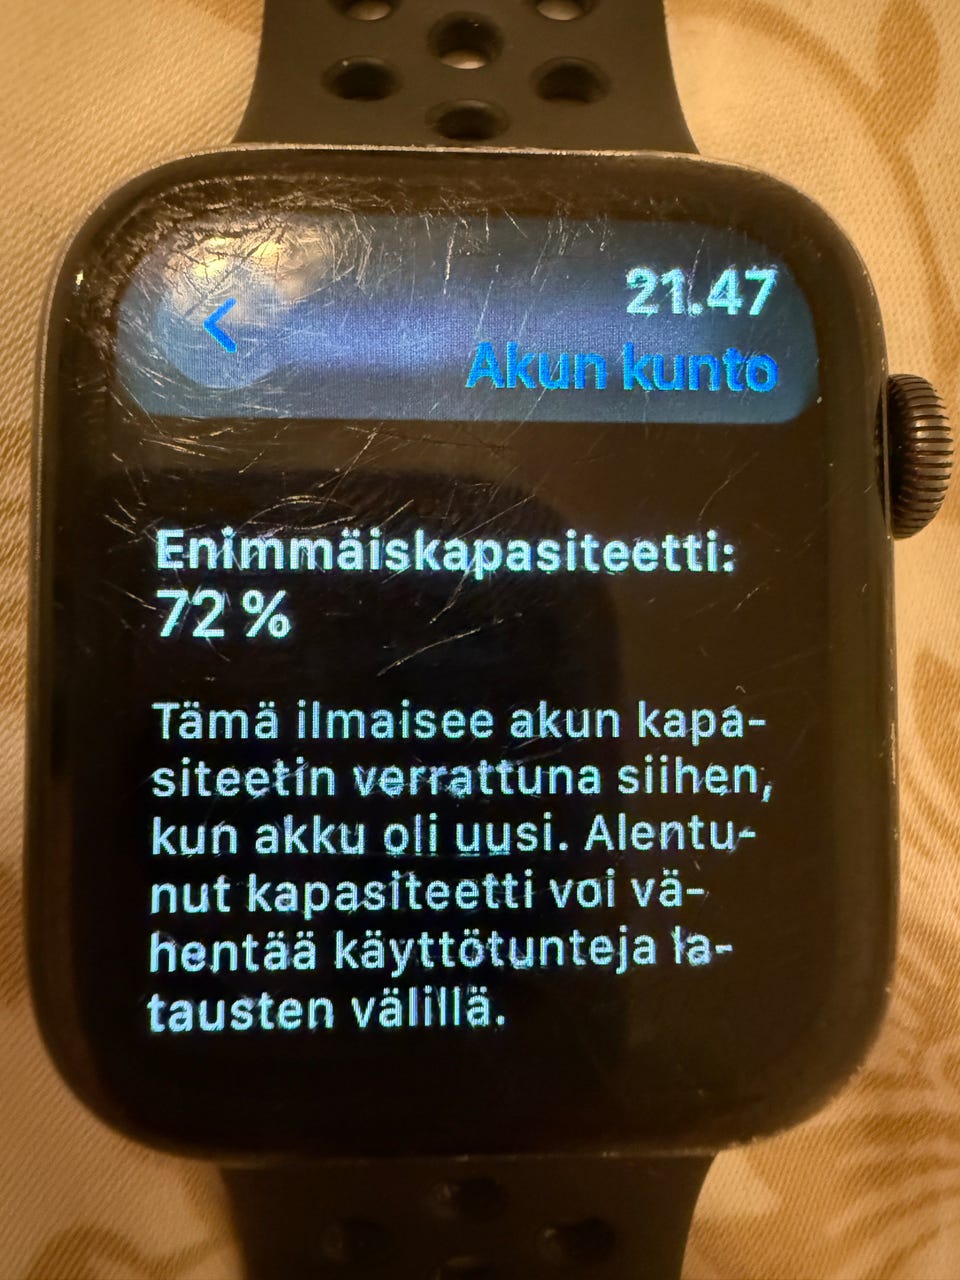 21.47
Akun kunto
Enimmäiskapasiteetti:
72 %
Tämä ilmaisee akun kapa-
siteetin verrattuna siihen,
kun akku oli uusi. Alentu-
nut kapasiteetti voi vä-
hentää käyttötunteja la-
tausten välillä.